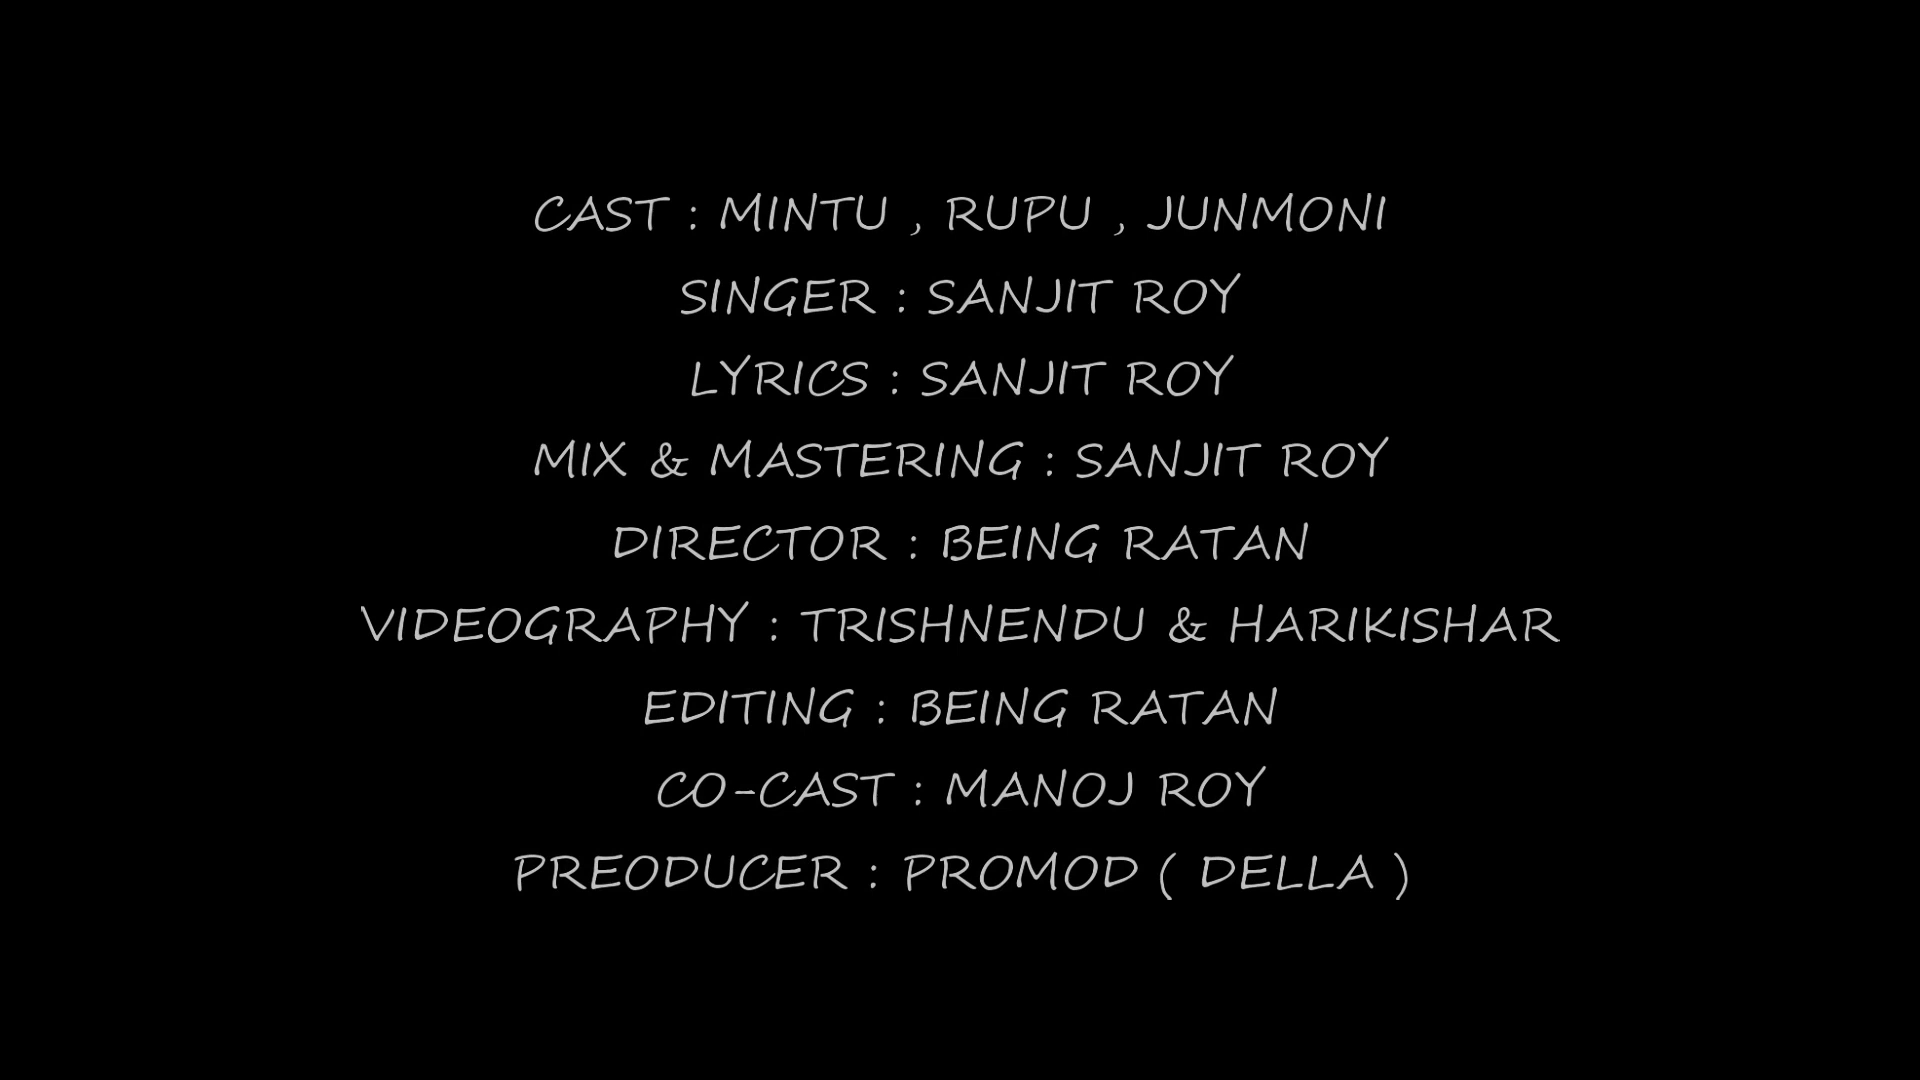 CAST : MINTU , RUPU , JUNMONI
SINGER : SANJIT ROY
LYRICS : SANJIT ROY
MIX & MASTERING : SANJIT ROY
DIRECTOR : BEING RATAN
VIDEOGRAPHY : TRISHNENDU & HARIKISHAR
EDITING : BEING RATAN
CO-CAST : MANOJ ROY
PREODUCER : PROMOD ( DELLA )